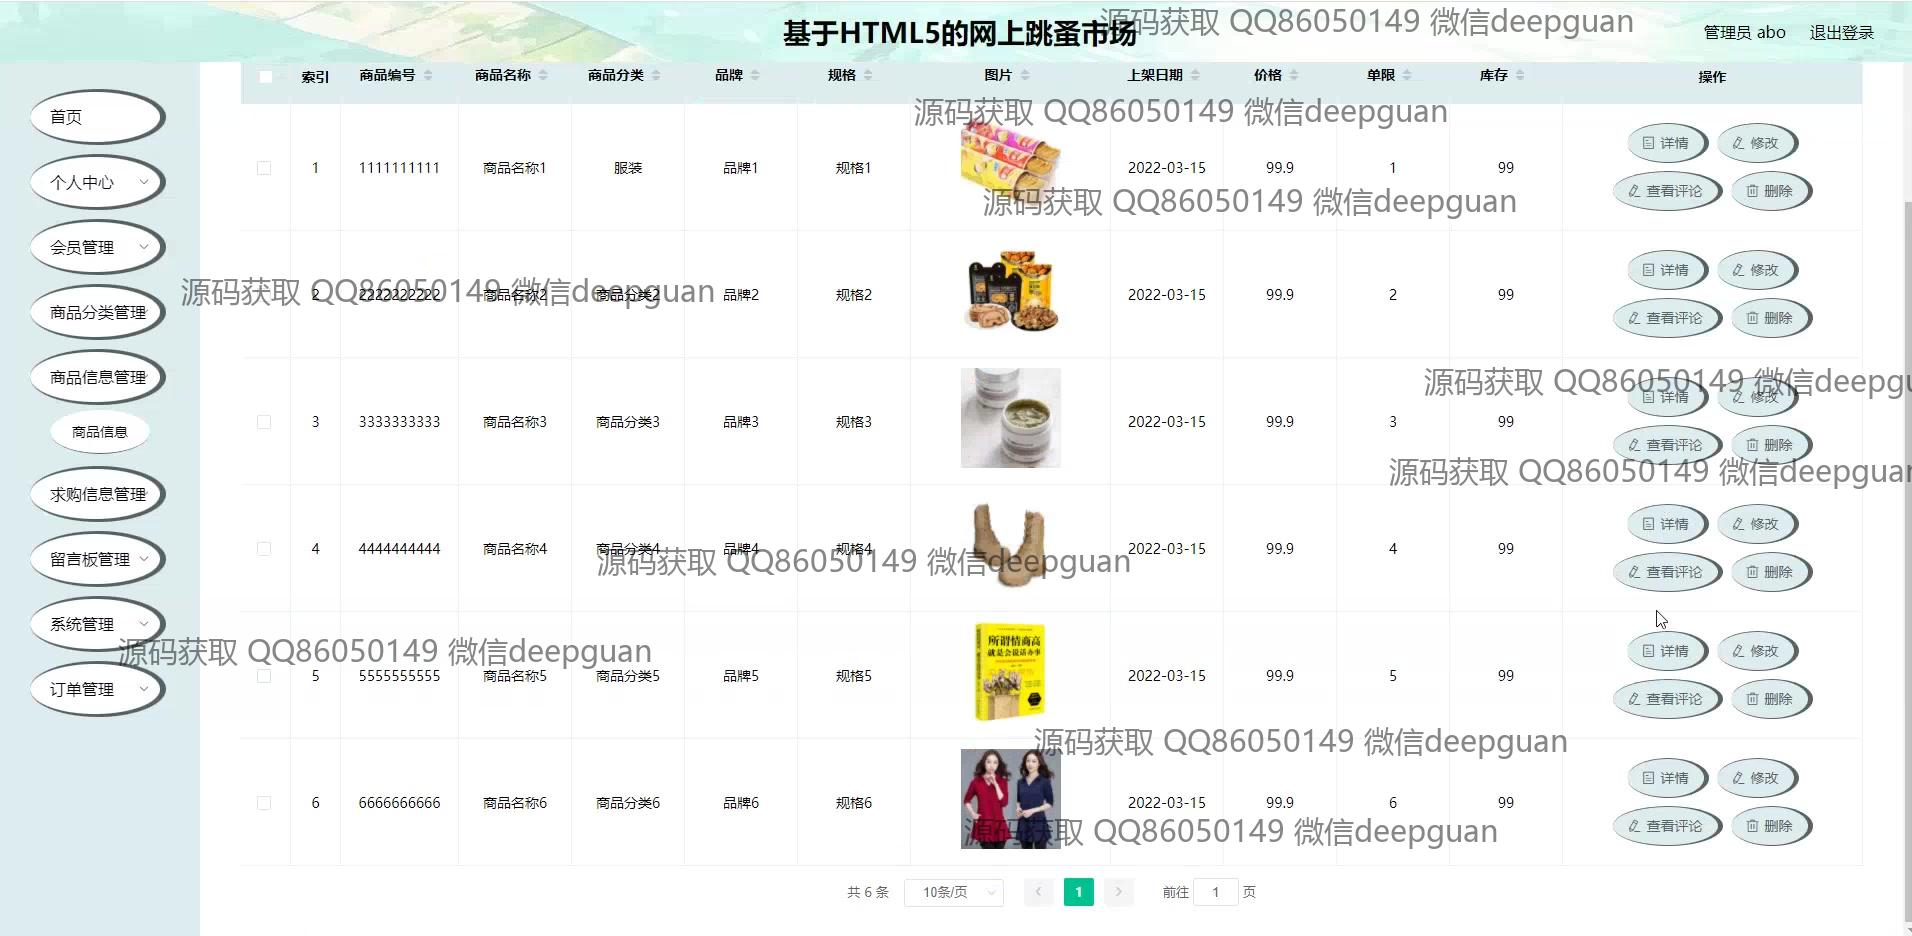 基于HTML5的网上跳蚤市场
源码获取 QQ86050149 微信deepguan
管理员 abo 退出登录
索引 商品编号 商品名称 商品分类 品牌 规格 图片 上架日期 价格 单限 库存 操作
首页
个人中心
会员管理
商品分类管理
商品信息管理
商品信息
求购信息管理
留言板管理
系统管理
订单管理
源码获取 QQ86050149 微信deepguan
1 1111111111 商品名称1 服装 品牌1 规格1 2022-03-15 99.9 1 99
详情 修改
查看评论 删除
源码获取 QQ86050149 微信deepguan
源码获取 QQ86050149 微信deepguan
2 2222222222 商品名称2 商品分类2 品牌2 规格2 2022-03-15 99.9 2 99
详情 修改
查看评论 删除
源码获取 QQ86050149 微信deepgu
3 3333333333 商品名称3 商品分类3 品牌3 规格3 2022-03-15 99.9 3 99
详情 修改
查看评论 删除
源码获取 QQ86050149 微信deepguan
4 4444444444 商品名称4 商品分类4 品牌4 规格4 2022-03-15 99.9 4 99
详情 修改
查看评论 删除
源码获取 QQ86050149 微信deepguan
源码获取 QQ86050149 微信deepguan
5 5555555555 商品名称5 商品分类5 品牌5 规格5 2022-03-15 99.9 5 99
所谓情商高
就是会说话办事
详情 修改
查看评论 删除
源码获取 QQ86050149 微信deepguan
6 6666666666 商品名称6 商品分类6 品牌6 规格6 2022-03-15 99.9 6 99
详情 修改
查看评论 删除
源码获取 QQ86050149 微信deepguan
共 6 条 10条/页 1 前往 1 页